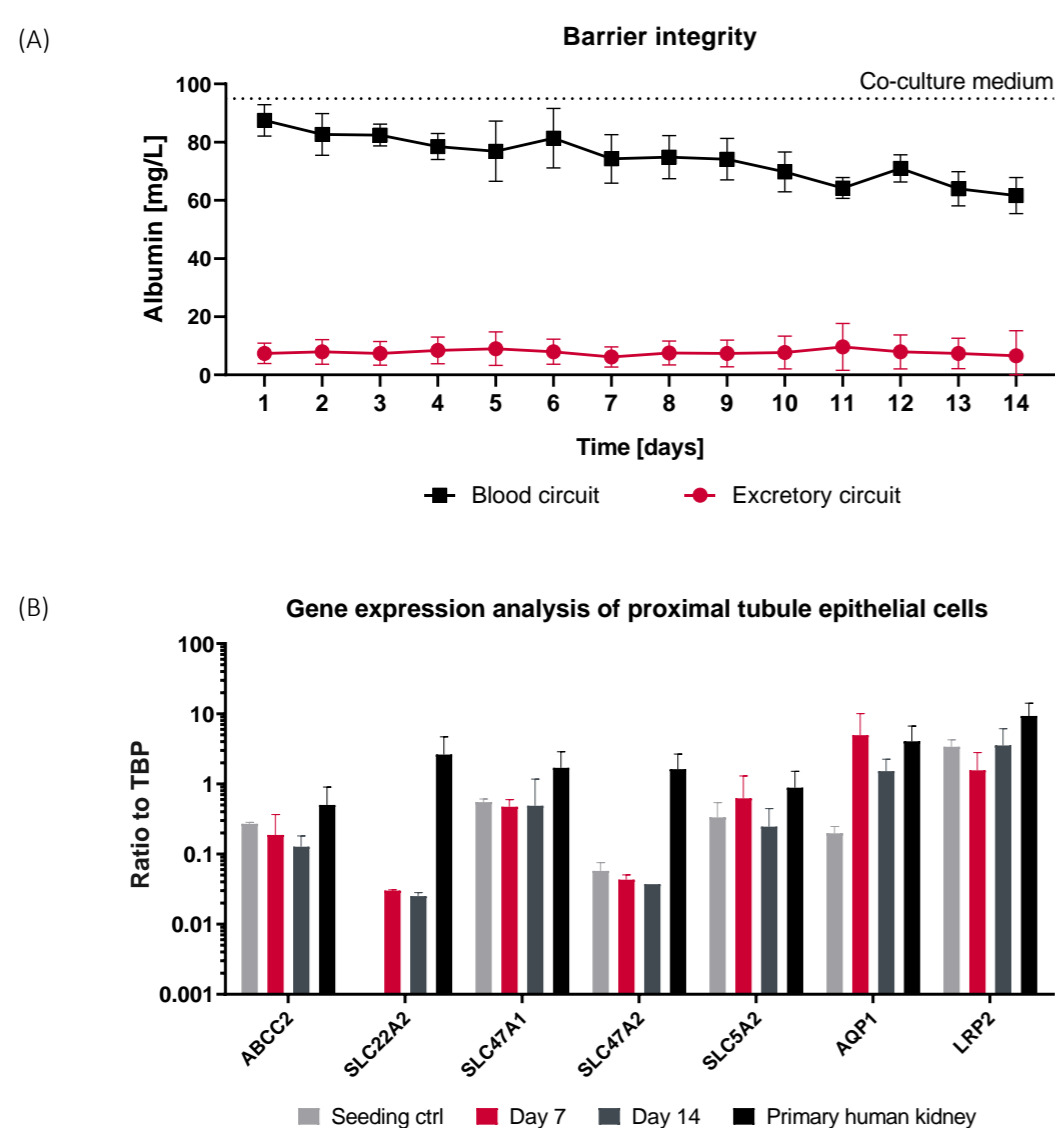 (A)
Barrier integrity
Co-culture medium
Albumin [mg/L]
100
80
60
40
20
0
1 2 3 4 5 6 7 8 9 10 11 12 13 14
Time [days]
Blood circuit Excretory circuit
(B)
Gene expression analysis of proximal tubule epithelial cells
Ratio to TBP
100
10
1
0.1
0.01
0.001
ABCC2 SLC22A2 SLC47A1 SLC47A2 SLC5A2 AQP1 LRP2
Seeding ctrl Day 7 Day 14 Primary human kidney